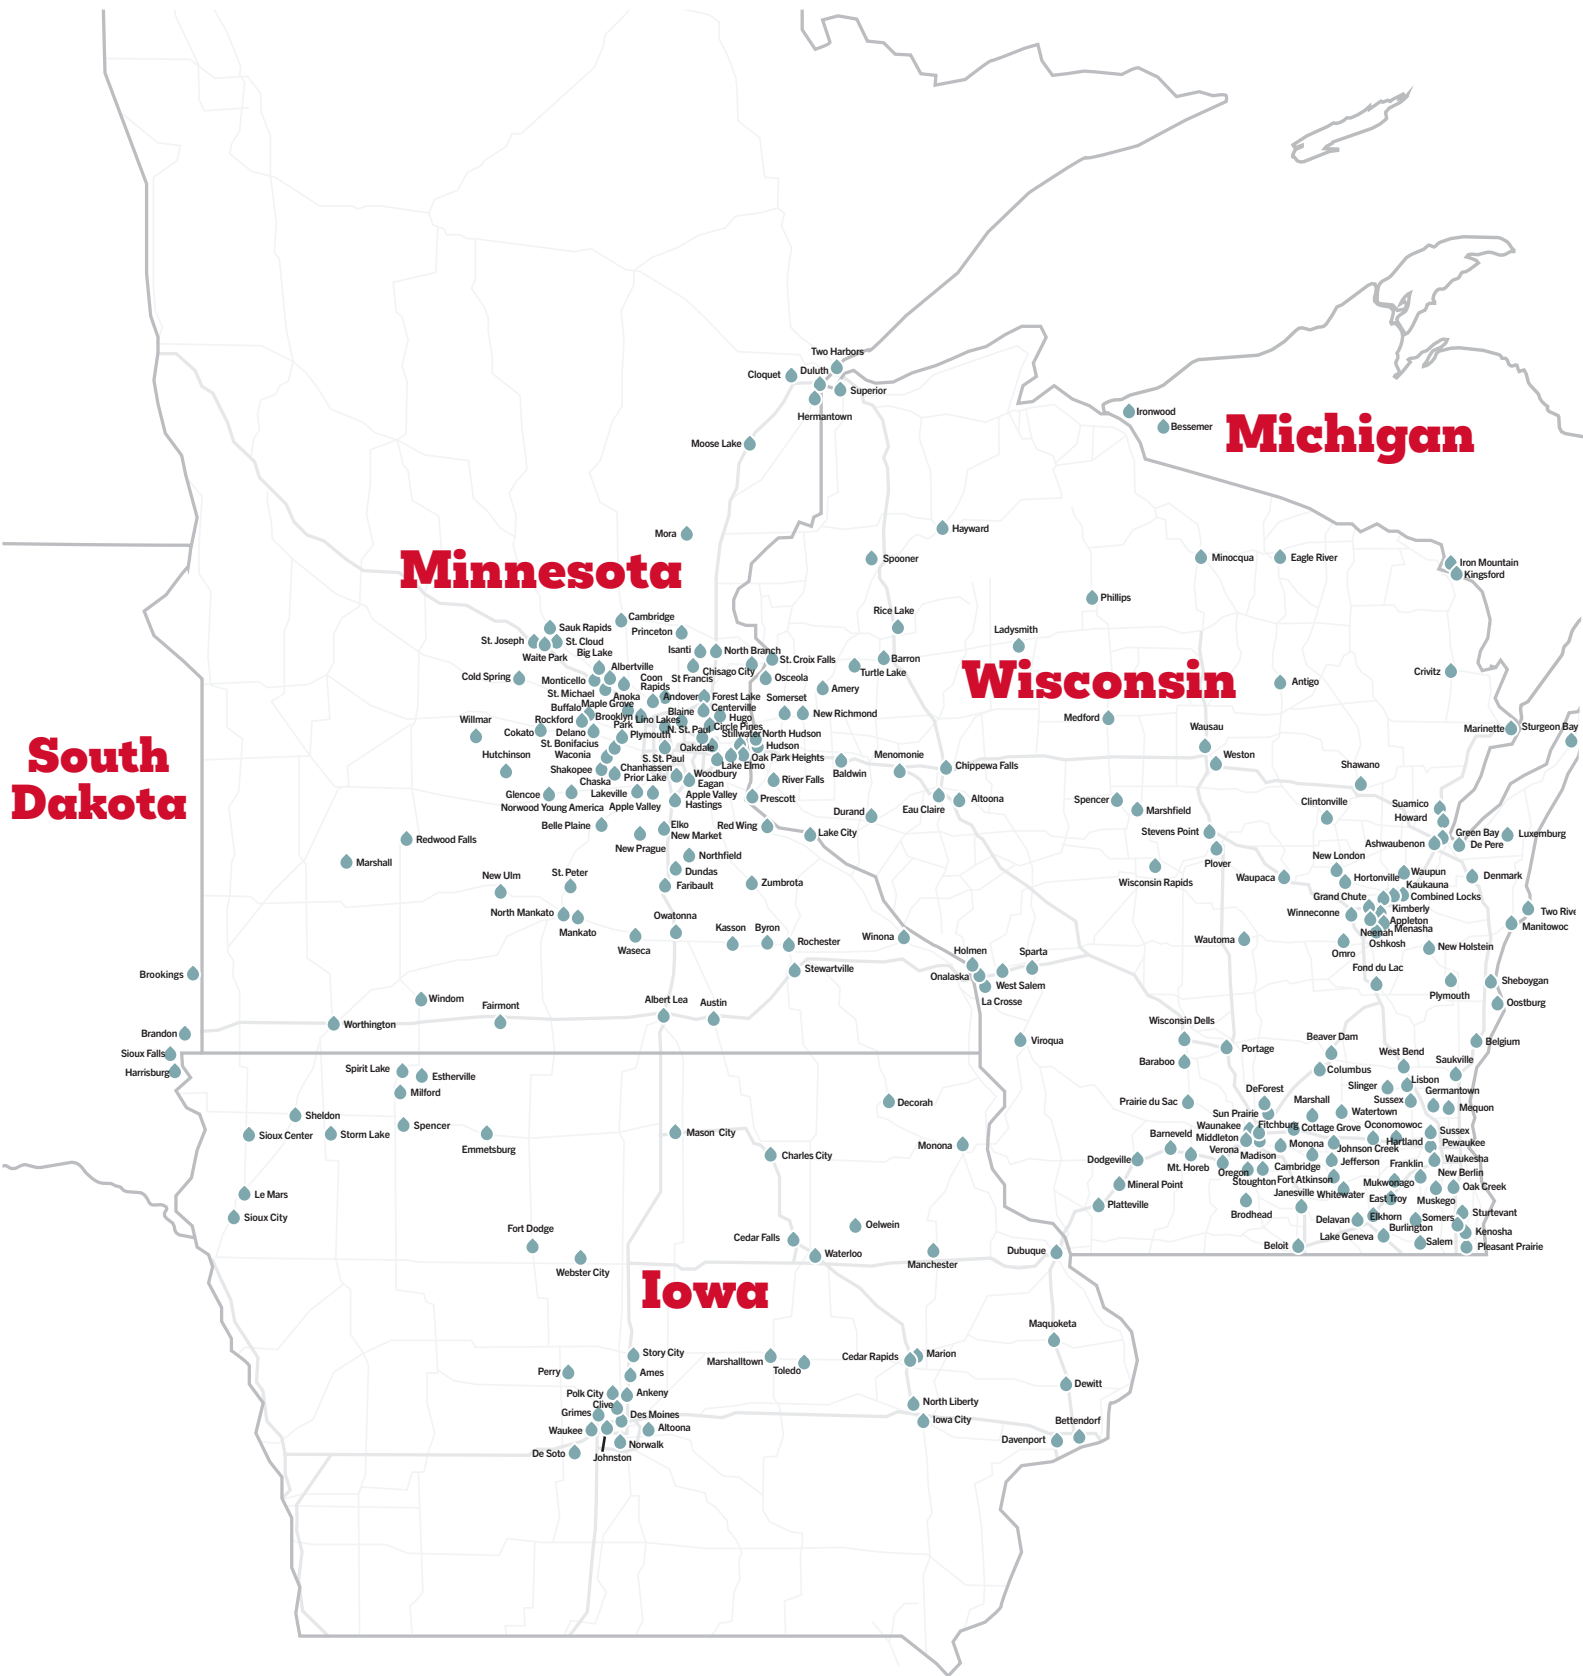 Two Harbors
Cloquet
Duluth
Superior
Hermantown
Ironwood
Bessemer
Michigan
Moose Lake
Mora
Hayward
Minnesota
Spooner
Minocqua
Eagle River
Iron Mountain
Kingsford
Phillips
Rice Lake
Ladysmith
Cambridge
Sauk Rapids
Princeton
St. Joseph
St. Cloud
Waite Park
Big Lake
Isanti
North Branch
St. Croix Falls
Barron
Turtle Lake
Wisconsin
Crivitz
Albertville
Chisago City
Cold Spring
Monticello
Coon
Rapids
St Francis
Osceola
Amery
Antigo
St. Michael
Anoka
Andover
Forest Lake
Somerset
Buffalo
Maple Grove
Blaine
Centerville
New Richmond
Medford
Willmar
Rockford
Brooklyn
Park
Lino Lakes
Hugo
Circle Pines
Cokato
Delano
Plymouth
N. St. Paul
Stillwater
North Hudson
Wausau
Marinette
Sturgeon Bay
South
Dakota
Hutchinson
St. Bonifacius
Waconia
Oakdale
Hudson
S. St. Paul
Oak Park Heights
Lake Elmo
Menomonie
Weston
Shakopee
Chanhassen
Woodbury
Baldwin
Chippewa Falls
Shawano
Chaska
Prior Lake
Eagan
River Falls
Glencoe
Lakeville
Apple Valley
Prescott
Eau Claire
Altoona
Spencer
Marshfield
Clintonville
Suamico
Howard
Norwood Young America
Apple Valley
Hastings
Durand
Belle Plaine
Elko
New Market
Red Wing
Lake City
Stevens Point
Green Bay
Luxemburg
Ashwaubenon
De Pere
Redwood Falls
New Prague
Marshall
Northfield
Plover
New London
Dundas
Wisconsin Rapids
Waupaca
Hortonville
Waupun
Denmark
New Ulm
St. Peter
Faribault
Zumbrota
Kaukauna
Grand Chute
Combined Locks
North Mankato
Owatonna
Winneconne
Kimberly
Two Rive
Mankato
Kasson
Byron
Appleton
Menasha
Manitowoc
Waseca
Rochester
Winona
Wautoma
Neenah
Oshkosh
Omro
New Holstein
Holmen
Sparta
Brookings
Stewartville
Onalaska
West Salem
La Crosse
Fond du Lac
Plymouth
Sheboygan
Windom
Fairmont
Albert Lea
Austin
Oostburg
Worthington
Brandon
Wisconsin Dells
Viroqua
Portage
Beaver Dam
Belgium
Sioux Falls
Harrisburg
Baraboo
West Bend
Saukville
Spirit Lake
Estherville
Columbus
Slinger
Lisbon
Milford
Decorah
Prairie du Sac
DeForest
Marshall
Sussex
Germantown
Mequon
Sheldon
Sun Prairie
Watertown
Sioux Center
Storm Lake
Spencer
Mason City
Waunakee
Fitchburg
Cottage Grove
Oconomowoc
Sussex
Emmetsburg
Monona
Barneveld
Middleton
Monona
Hartland
Pewaukee
Charles City
Verona
Johnson Creek
Dodgeville
Mt. Horeb
Madison
Jefferson
Franklin
Waukesha
Oregon
Cambridge
New Berlin
Mineral Point
Stoughton
Fort Atkinson
Mukwonago
Oak Creek
Le Mars
Platteville
Janesville
Whitewater
East Troy
Muskego
Sioux City
Brodhead
Sturtevant
Fort Dodge
Oelwein
Delavan
Elkhorn
Somers
Cedar Falls
Burlington
Kenosha
Waterloo
Dubuque
Beloit
Lake Geneva
Salem
Pleasant Prairie
Webster City
Manchester
Iowa
Maquoketa
Story City
Marshalltown
Cedar Rapids
Marion
Perry
Ames
Toledo
Dewitt
Polk City
Ankeny
North Liberty
Clive
Grimes
Des Moines
Iowa City
Bettendorf
Waukee
Altoona
Davenport
De Soto
Norwalk
Johnston